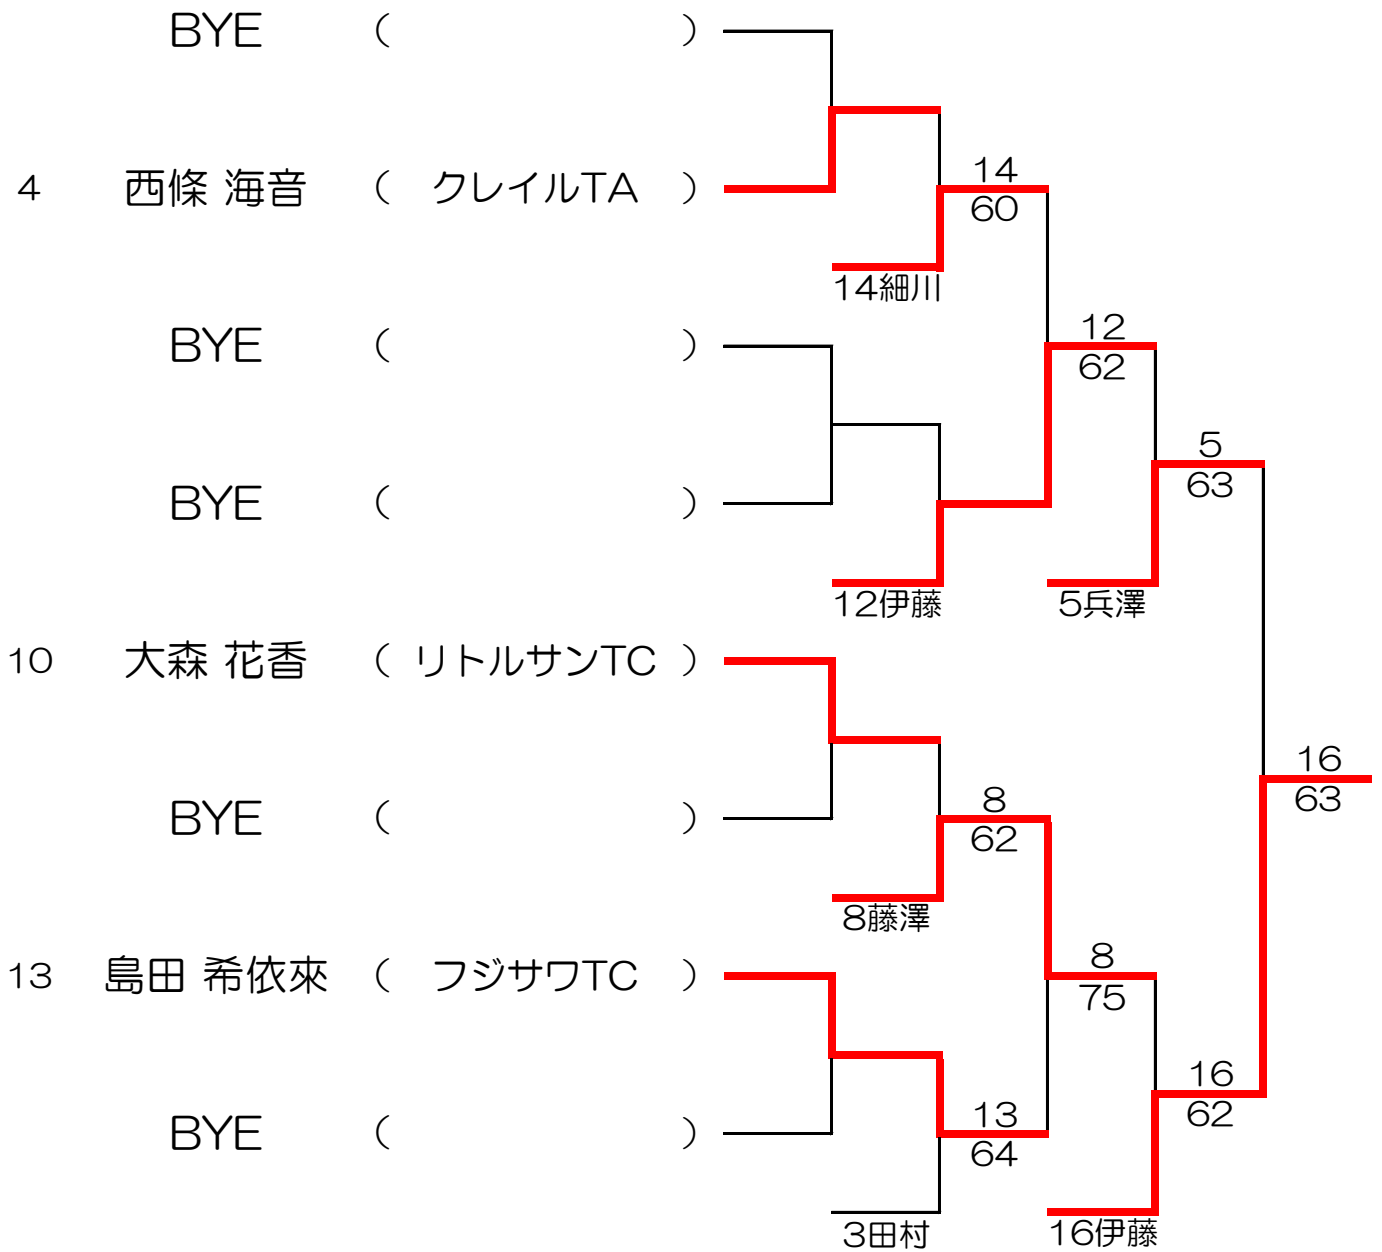 BYE ( )
14
4 西條 海音 ( クレイルTA )
60
14細川
12
BYE ( )
62
5
63
BYE ( )
12伊藤 5兵澤
10 大森 花香 ( リトルサンTC )
16
63
8
BYE ( )
62
8藤澤
8
13 島田 希依來 ( フジサワTC )
75
16
62
13
BYE ( )
64
3田村 16伊藤